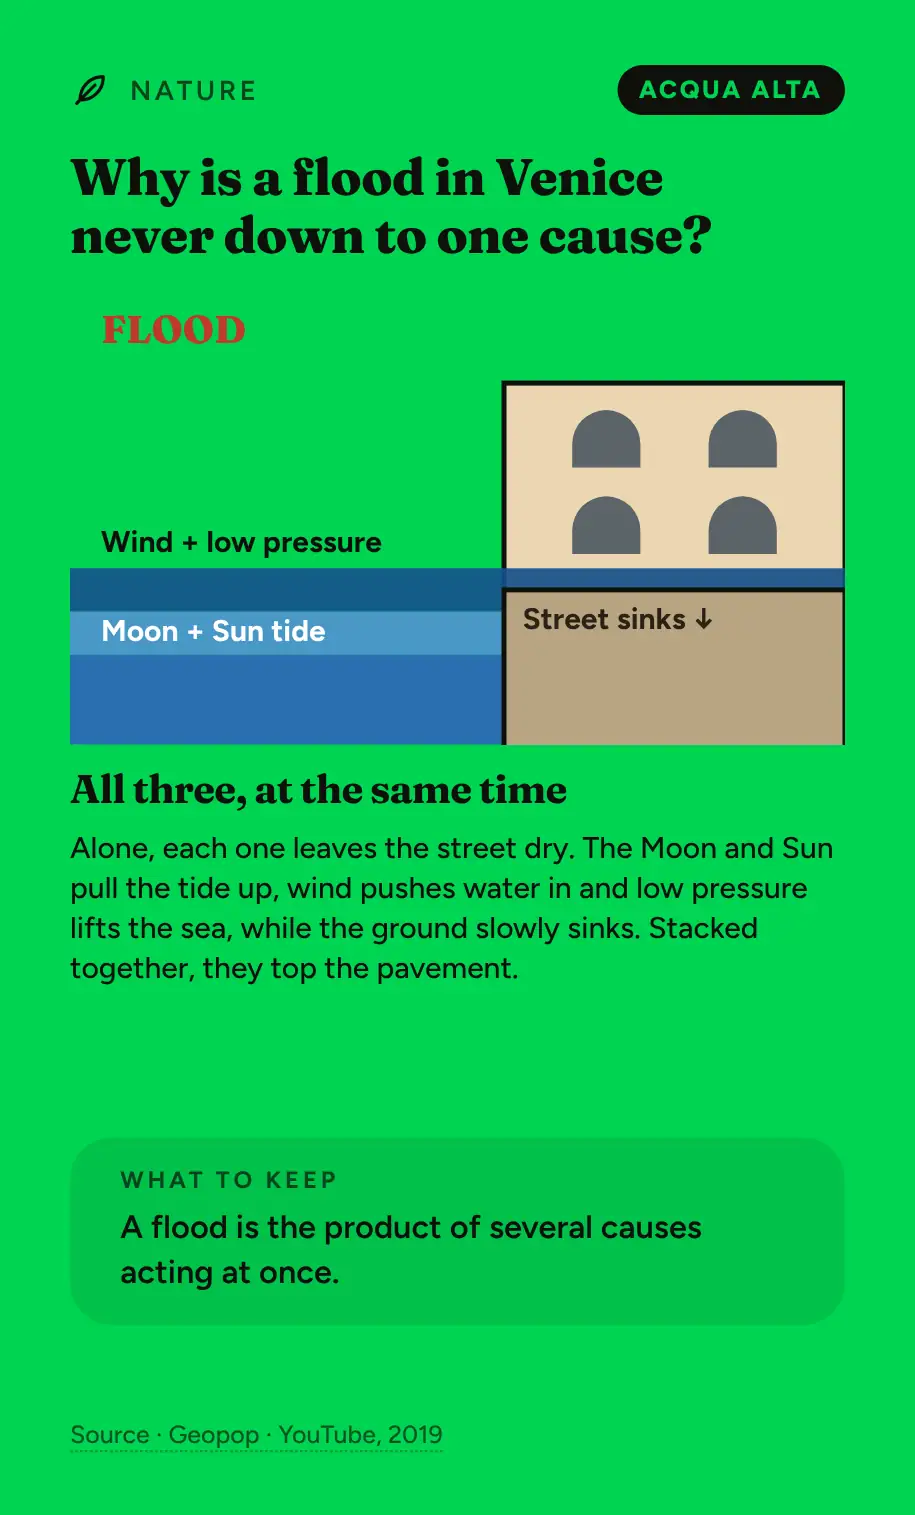 NATURE
ACQUA ALTA
Why is a flood in Venice
never down to one cause?
FLOOD
Wind + low pressure
Moon + Sun tide
Street sinks ↓
All three, at the same time
Alone, each one leaves the street dry. The Moon and Sun
pull the tide up, wind pushes water in and low pressure
lifts the sea, while the ground slowly sinks. Stacked
together, they top the pavement.
WHAT TO KEEP
A flood is the product of several causes
acting at once.
Source · Geopop · YouTube, 2019